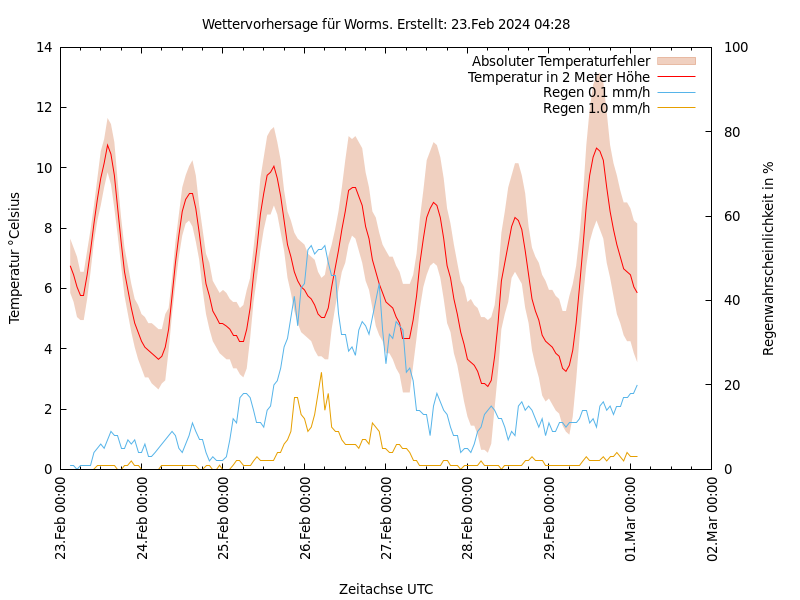 Wettervorhersage für Worms. Erstellt: 23.Feb 2024 04:28
Absoluter Temperaturfehler
Temperatur in 2 Meter Höhe
Regen 0.1 mm/h
Regen 1.0 mm/h
Temperatur °Celsius
14
12
10
8
6
4
2
0
100
80
60
40
20
0
Regenwahrscheinlichkeit in %
23.Feb 00:00
24.Feb 00:00
25.Feb 00:00
26.Feb 00:00
27.Feb 00:00
28.Feb 00:00
29.Feb 00:00
01.Mar 00:00
02.Mar 00:00
Zeitachse UTC